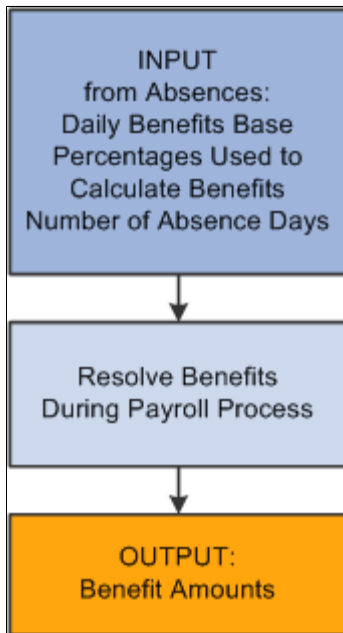 INPUT
from Absences:
Daily Benefits Base
Percentages Used to
Calculate Benefits
Number of Absence Days
Resolve Benefits
During Payroll Process
OUTPUT:
Benefit Amounts